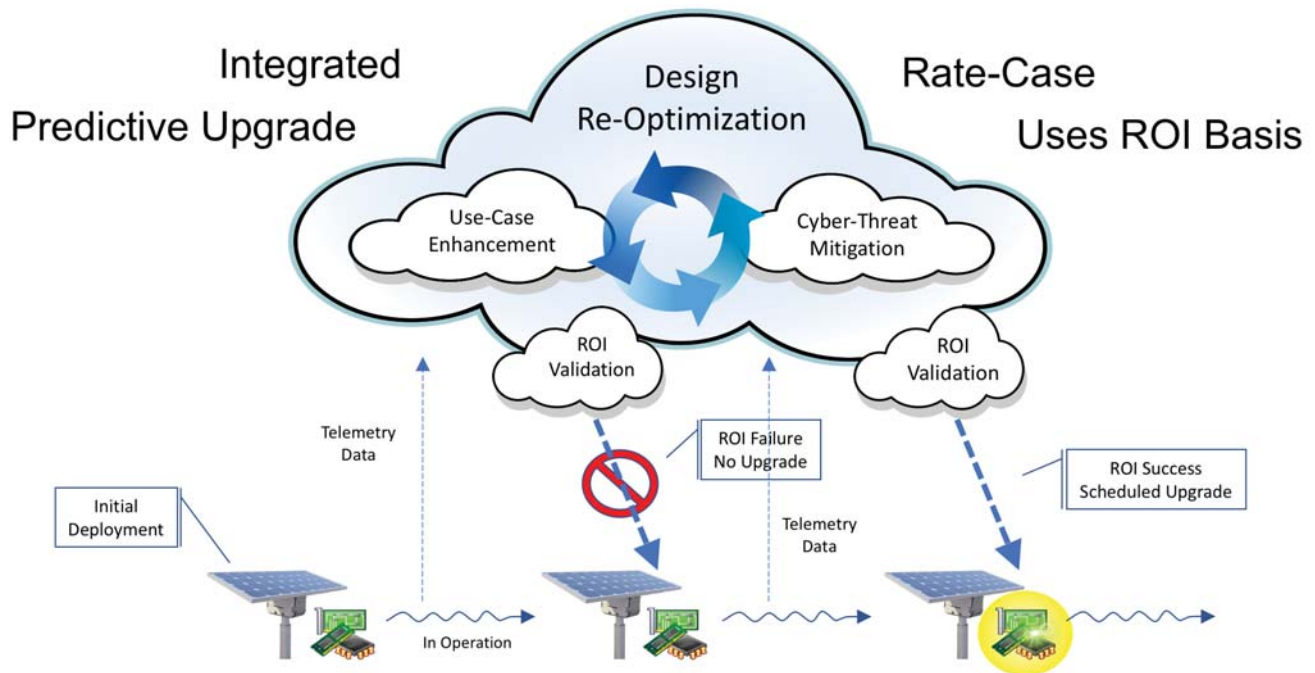 Integrated
Predictive Upgrade
Design
Re-Optimization
Rate-Case
Uses ROI Basis
Use-Case
Enhancement
Cyber-Threat
Mitigation
ROI
Validation
ROI
Validation
Telemetry
Data
ROI Failure
No Upgrade
ROI Success
Scheduled Upgrade
Initial
Deployment
Telemetry
Data
In Operation